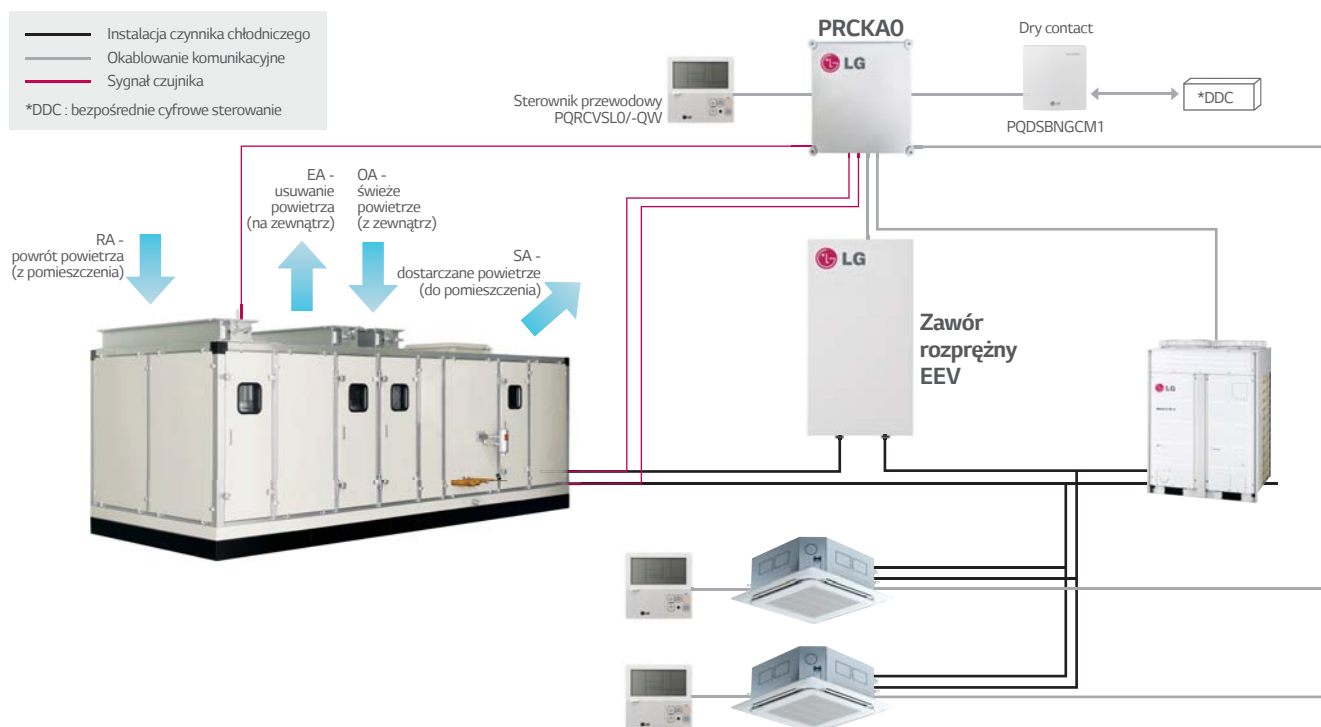 Instalacja czynnika chłodniczego
Okablowanie komunikacyjne
Sygnał czujnika
*DDC : bezpośrednie cyfrowe sterowanie
PRCKA0
LG
Sterownik przewodowy
PQRCVSL0/-QW
Dry contact
PQDSBNGCM1
*DDC
RA -
powrót powietrza
(z pomieszczenia)
EA -
usuwanie
powietrza
(na zewnątrz)
OA -
świeże
powietrze
(z zewnątrz)
SA -
dostarczane powietrze
(do pomieszczenia)
LG
Zawór
rozprężny
EEV
LG